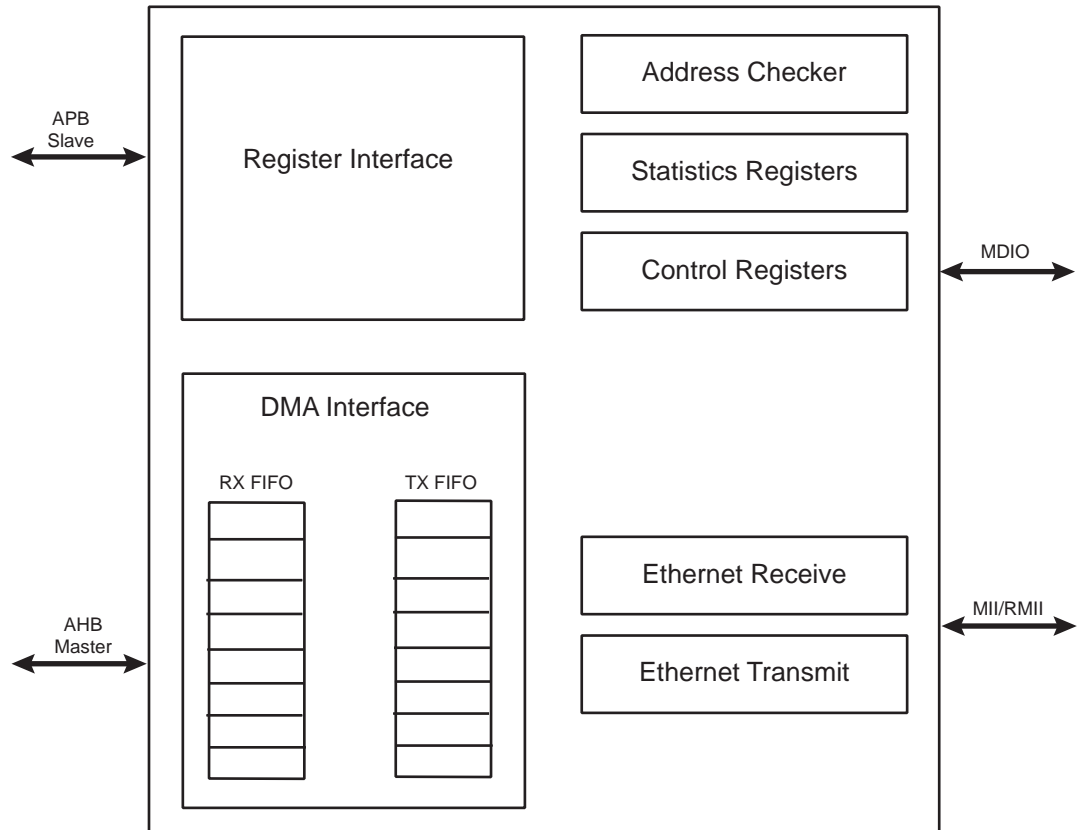 APB
Slave
Register Interface
Address Checker
Statistics Registers
Control Registers
MDIO
DMA Interface
RX FIFO
TX FIFO
AHB
Master
Ethernet Receive
Ethernet Transmit
MII/RMII